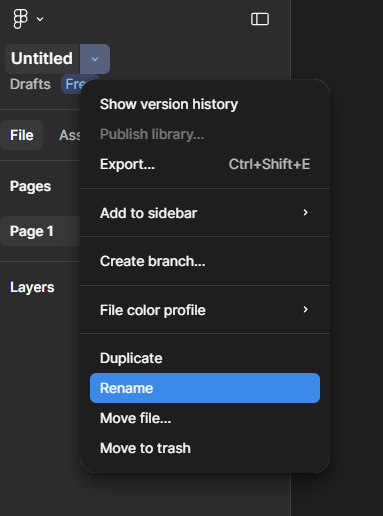 Untitled
Drafts
Show version history
Publish library...
Export... Ctrl+Shift+E
File
Pages
Add to sidebar
Page 1
Create branch...
Layers
File color profile
Duplicate
Rename
Move file...
Move to trash